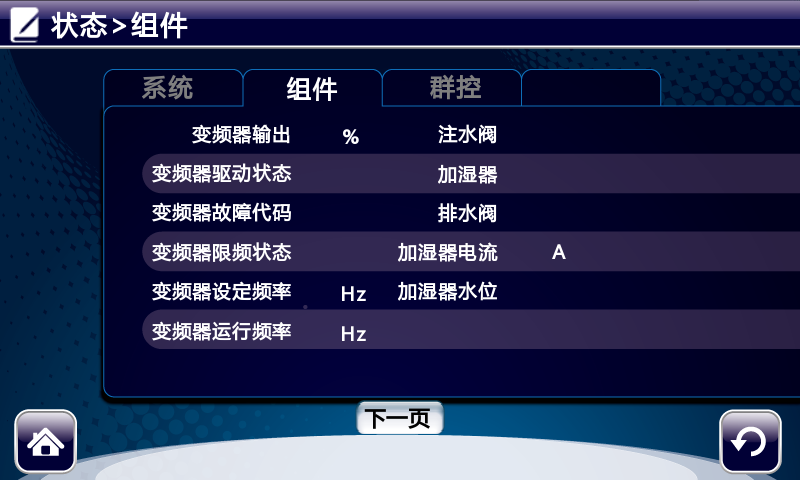 状态>组件
系统 组件 群控
变频器输出 % 注水阀
变频器驱动状态 加湿器
变频器故障代码 排水阀
变频器限频状态 加湿器电流 A
变频器设定频率 Hz 加湿器水位
变频器运行频率 Hz
下一页